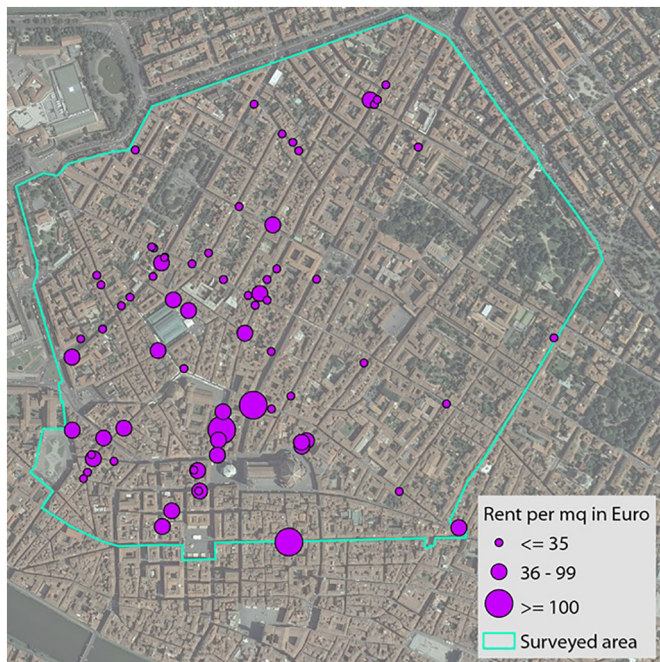 Rent per mq in Euro
<= 35
36 - 99
>= 100
Surveyed area